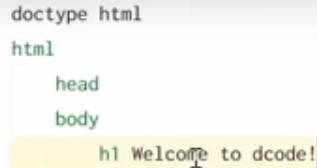 doctype html
html
    head
    body
        h1 Welcome to dcode!